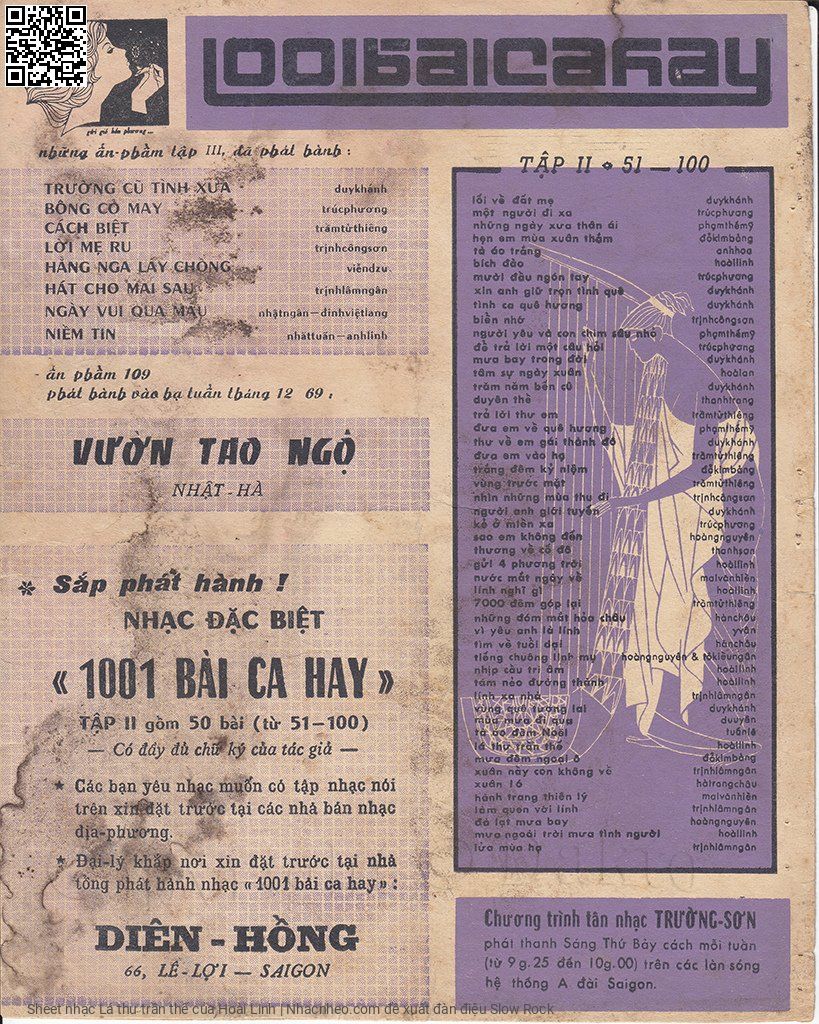 1001 bài ca hay
gửi gió bốn phương...
những ấn-phẩm tập III, đã phát hành :
TRƯỜNG CŨ TÌNH XƯA duykhánh
BÔNG CỎ MAY trúcphương
CÁCH BIỆT trầmtửthiêng
LỜI MẸ RU trịnhcôngsơn
HẰNG NGA LẤY CHỒNG viễndzu
HÁT CHO MAI SAU trịnhlâmngân
NGÀY VUI QUA MAU nhậtngân—dinhviệtlang
NIỀM TIN nhấttuấn—anhlinh
ấn phẩm 109
phát hành vào hạ tuần tháng 12 69 :
VƯỜN TAO NGỘ
NHẬT-HÀ
* Sắp phát hành !
NHẠC ĐẶC BIỆT
« 1001 BÀI CA HAY »
TẬP II gồm 50 bài (từ 51—100)
— Có đầy đủ chữ ký của tác giả —
★ Các bạn yêu nhạc muốn có tập nhạc nói
trên xin đặt trước tại các nhà bán nhạc
địa-phương.
★ Đại-lý khắp nơi xin đặt trước tại nhà
tổng phát hành nhạc «1001 bài ca hay» :
DIÊN-HỒNG
66, LÊ-LỢI — SAIGON
TẬP II ⋄ 51 — 100
lối về đất mẹ duykhánh
một người đi xa trúcphương
những ngày xưa thân ái phạmthếmỹ
hẹn em mùa xuân thắm đỗkimbảng
tà áo trắng anhhoa
bích đào hoàilinh
mười đầu ngón tay trúcphương
xin anh giữ trọn tình quê duykhánh
tình ca quê hương duykhánh
biển nhớ trịnhcôngsơn
người yêu và con chim sâu nhỏ phạmthếmỹ
để trả lời một câu hỏi trúcphương
mưa bay trong đời duykhánh
tâm sự ngày xuân hoàlan
trăm năm bến cũ duykhánh
duyên thề thanhtrang
trả lời thư em trầmtửthiêng
đưa em về quê hương phạmthếmỹ
thư về em gái thành đô duykhánh
đưa em vào hạ trầmtửthiêng
trắng đêm kỷ niệm đỗkimbảng
vùng trước mặt trầmtửthiêng
nhìn những mùa thu đi trịnhcôngsơn
người anh giới tuyến duykhánh
kẻ ở miền xa trúcphương
sao em không đến hoàngnguyên
thương về cố đô thanhsơn
gửi 4 phương trời hoàilinh
nước mắt ngày về maivănhiền
lính nghĩ gì hoàilinh
7000 đêm góp lại trầmtửthiêng
những đóm mắt hỏa châu hànchâu
vì yêu anh là lính yvân
tìm về tuổi dại hànchâu
tiếng chuông linh mụ hoàngnguyên & tôkiềungân
nhịp cầu tri âm hoàilinh
tám nẻo đường thành hoàilinh
lính xa nhà trịnhlâmngân
vùng quê tương lai duykhánh
mùa mưa đi qua duuyên
tà áo đêm Noël tuấnlê
lá thư trần thế hoàilinh
mưa đêm ngoại ô đỗkimbảng
xuân này con không về trịnhlâmngân
xuân 16 hàtrangchâu
hành trang thiên lý maivănhiền
làm quen với lính trịnhlâmngân
đà lạt mưa bay hoàngnguyên
mưa ngoài trời mưa tình người hoàilinh
lửa mùa hạ trịnhlâmngân
Chương trình tân nhạc TRƯỜNG-SƠN
phát thanh Sáng Thứ Bảy cách mỗi tuần
(từ 9g.25 đến 10g.00) trên các làn sóng
hệ thống A đài Saigon.
Sheet nhạc Lá thư trần thế của Hoài Linh | Nhacnheo.com đề xuất đàn điệu Slow Rock